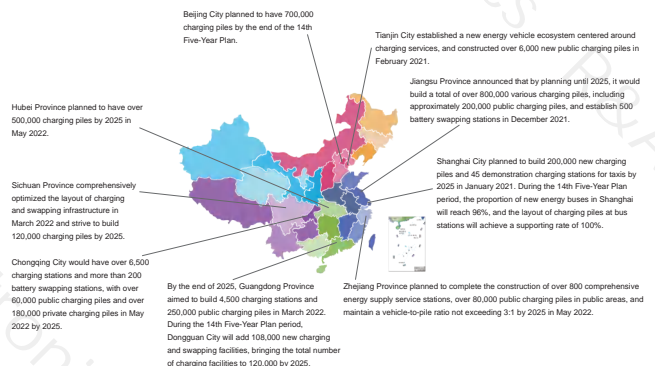 Beijing City planned to have 700,000
charging piles by the end of the 14th
Five-Year Plan.
Tianjin City established a new energy vehicle ecosystem centered around
charging services, and constructed over 6,000 new public charging piles in
February 2021.
Jiangsu Province announced that by planning until 2025, it would
build a total of over 800,000 various charging piles, including
approximately 200,000 public charging piles, and establish 500
battery swapping stations in December 2021.
Hubei Province planned to have over
500,000 charging piles by 2025 in
May 2022.
Shanghai City planned to build 200,000 new charging
piles and 45 demonstration charging stations for taxis by
2025 in January 2021. During the 14th Five-Year Plan
period, the proportion of new energy buses in Shanghai
will reach 96%, and the layout of charging piles at bus
stations will achieve a supporting rate of 100%.
Sichuan Province comprehensively
optimized the layout of charging
and swapping infrastructure in
March 2022 and strive to build
120,000 charging piles by 2025.
Chongqing City would have over 6,500
charging stations and more than 200
battery swapping stations, with over
60,000 public charging piles and over
180,000 private charging piles in May
2022 by 2025.
By the end of 2025, Guangdong Province
aimed to build 4,500 charging stations and
250,000 public charging piles in March 2022.
During the 14th Five-Year Plan period,
Dongguan City will add 108,000 new charging
and swapping facilities, bringing the total number
of charging facilities to 120,000 by 2025.
Zhejiang Province planned to complete the construction of over 800 comprehensive
energy supply service stations, over 80,000 public charging piles in public areas, and
maintain a vehicle-to-pile ratio not exceeding 3:1 by 2025 in May 2022.